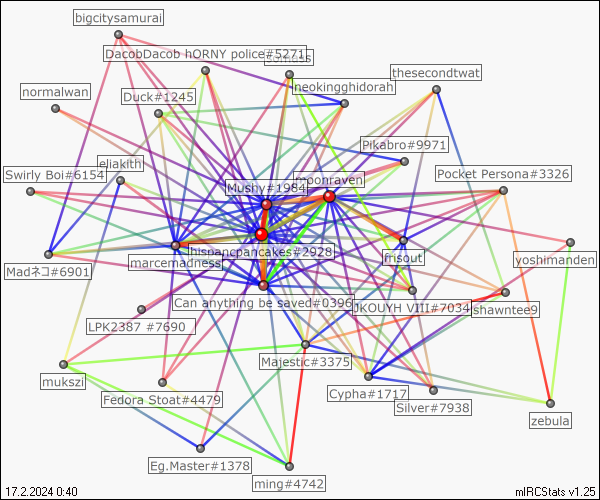 bigcitysamurai
DacobDacob hORNY police#5271
neokingghidorah
thesecondtwat
normalwan
Duck#1245
Pikabro#9971
eliakith
Swirly Boi#6154
moonraven
Pocket Persona#3326
Mushy#1984
hispancpancakes#2928
frisout
yoshimanden
marcemadness
Madネコ#6901
Can anything be saved#0396
JKOUYH VIII#7034
shawntee9
LPK2387 #7690
Majestic#3375
mukszi
Fedora Stoat#4479
Cypha#1717
Silver#7938
zebula
Eg.Master#1378
ming#4742
17.2.2024 0:40
mIRCStats v1.25